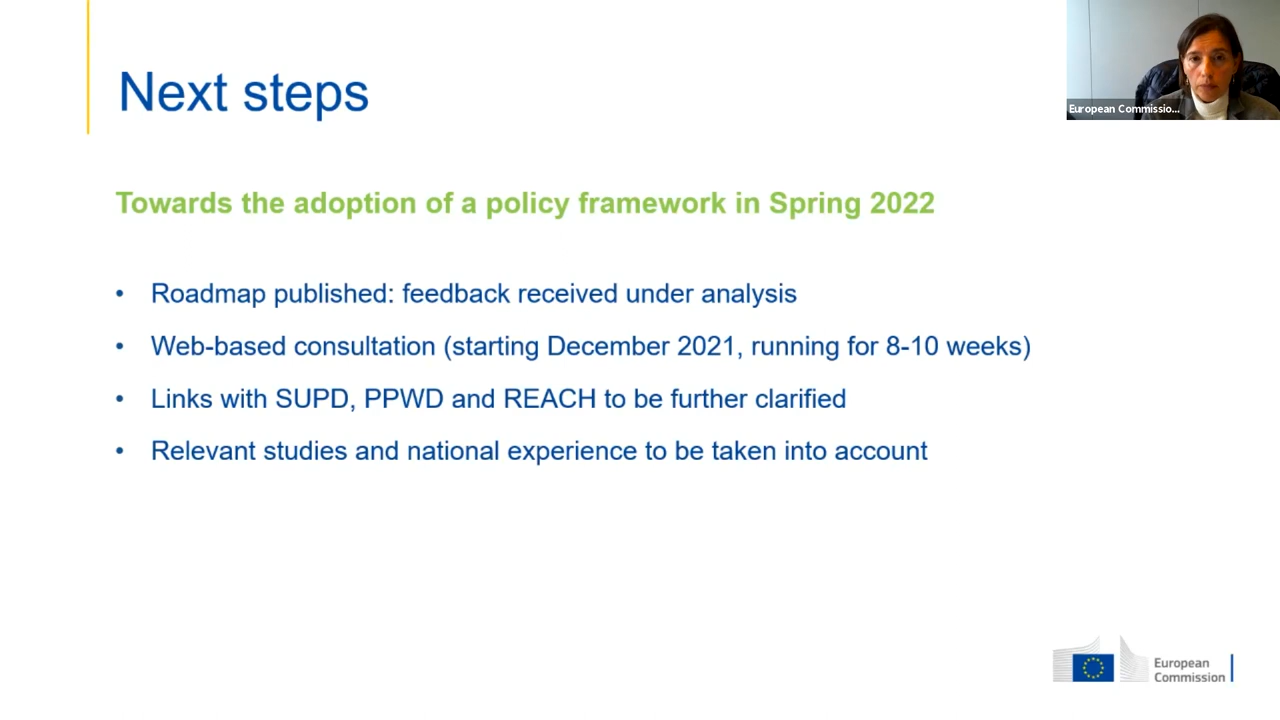 Next steps
European Commissio...
Towards the adoption of a policy framework in Spring 2022
• Roadmap published: feedback received under analysis
• Web-based consultation (starting December 2021, running for 8-10 weeks)
• Links with SUPD, PPWD and REACH to be further clarified
• Relevant studies and national experience to be taken into account
European
Commission